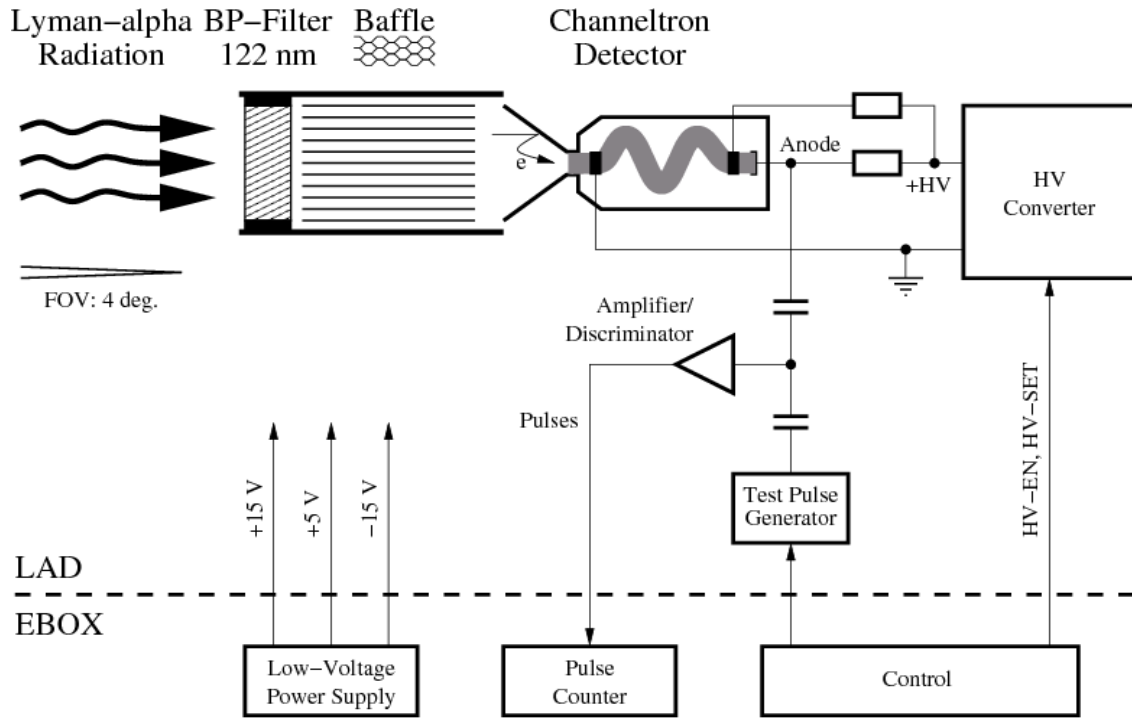 Lyman−alpha
Radiation
BP−Filter
122 nm
Baffle
Channeltron
Detector
e
Anode
+HV
HV
Converter
FOV: 4 deg.
Amplifier/
Discriminator
Pulses
+15 V
+5 V
−15 V
Test Pulse
Generator
HV−EN, HV−SET
LAD
EBOX
Low−Voltage
Power Supply
Pulse
Counter
Control